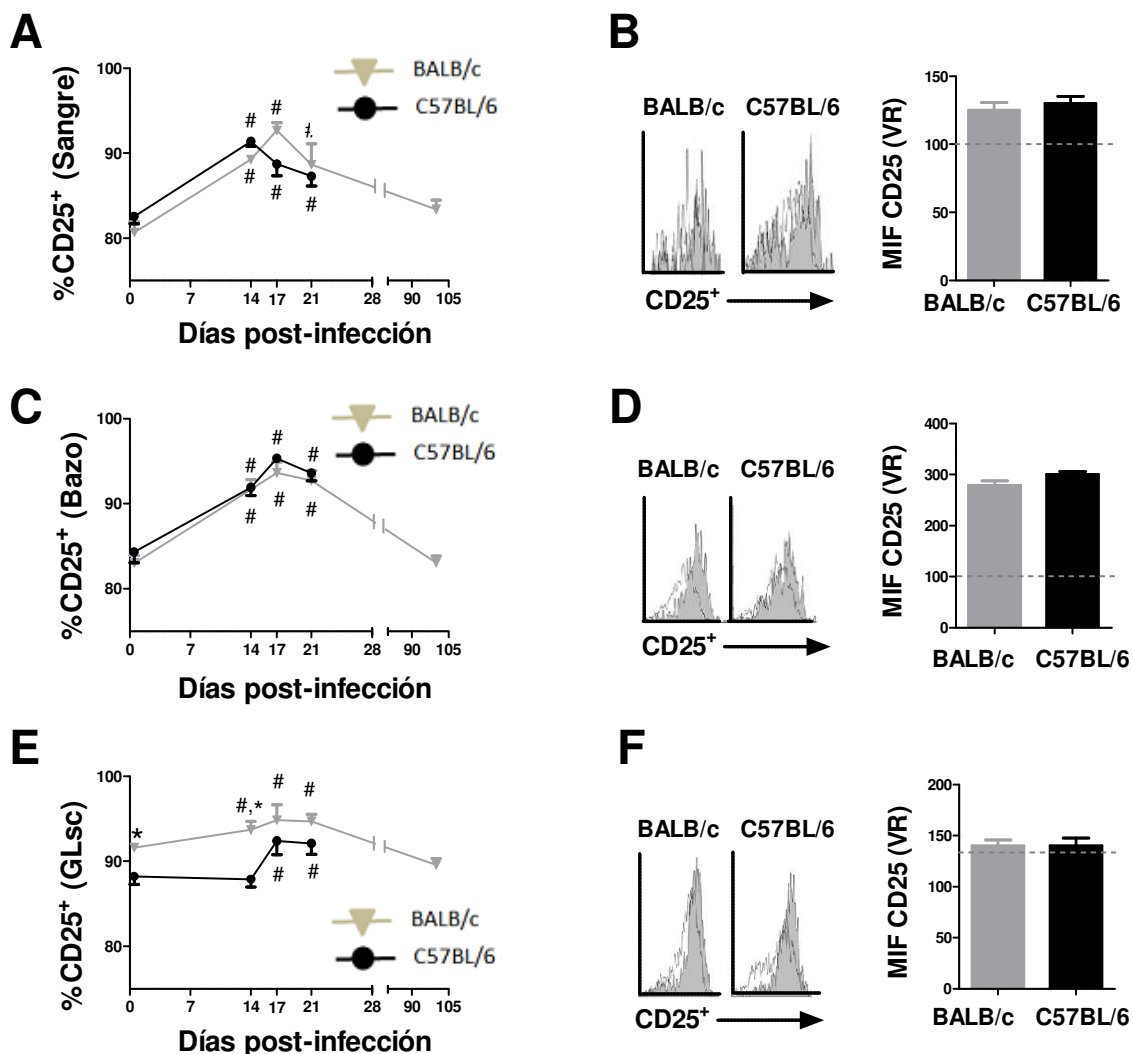 A
%CD25+ (Sangre)
100
90
80
# # # # # #
BALB/c
C57BL/6
0 7 14 17 21 28 90 105
Días post-infección
B
BALB/c C57BL/6
CD25+
MIF CD25 (VR)
150
100
50
0
BALB/c C57BL/6
C
%CD25+ (Bazo)
100
90
80
# # #
# # #
BALB/c
C57BL/6
0 7 14 17 21 28 90 105
Días post-infección
D
BALB/c C57BL/6
CD25+
MIF CD25 (VR)
400
300
200
100
0
BALB/c C57BL/6
E
%CD25+ (GLsc)
100
90
80
* #,* # #
# #
BALB/c
C57BL/6
0 7 14 17 21 28 90 105
Días post-infección
F
BALB/c C57BL/6
CD25+
MIF CD25 (VR)
200
150
100
50
0
BALB/c C57BL/6